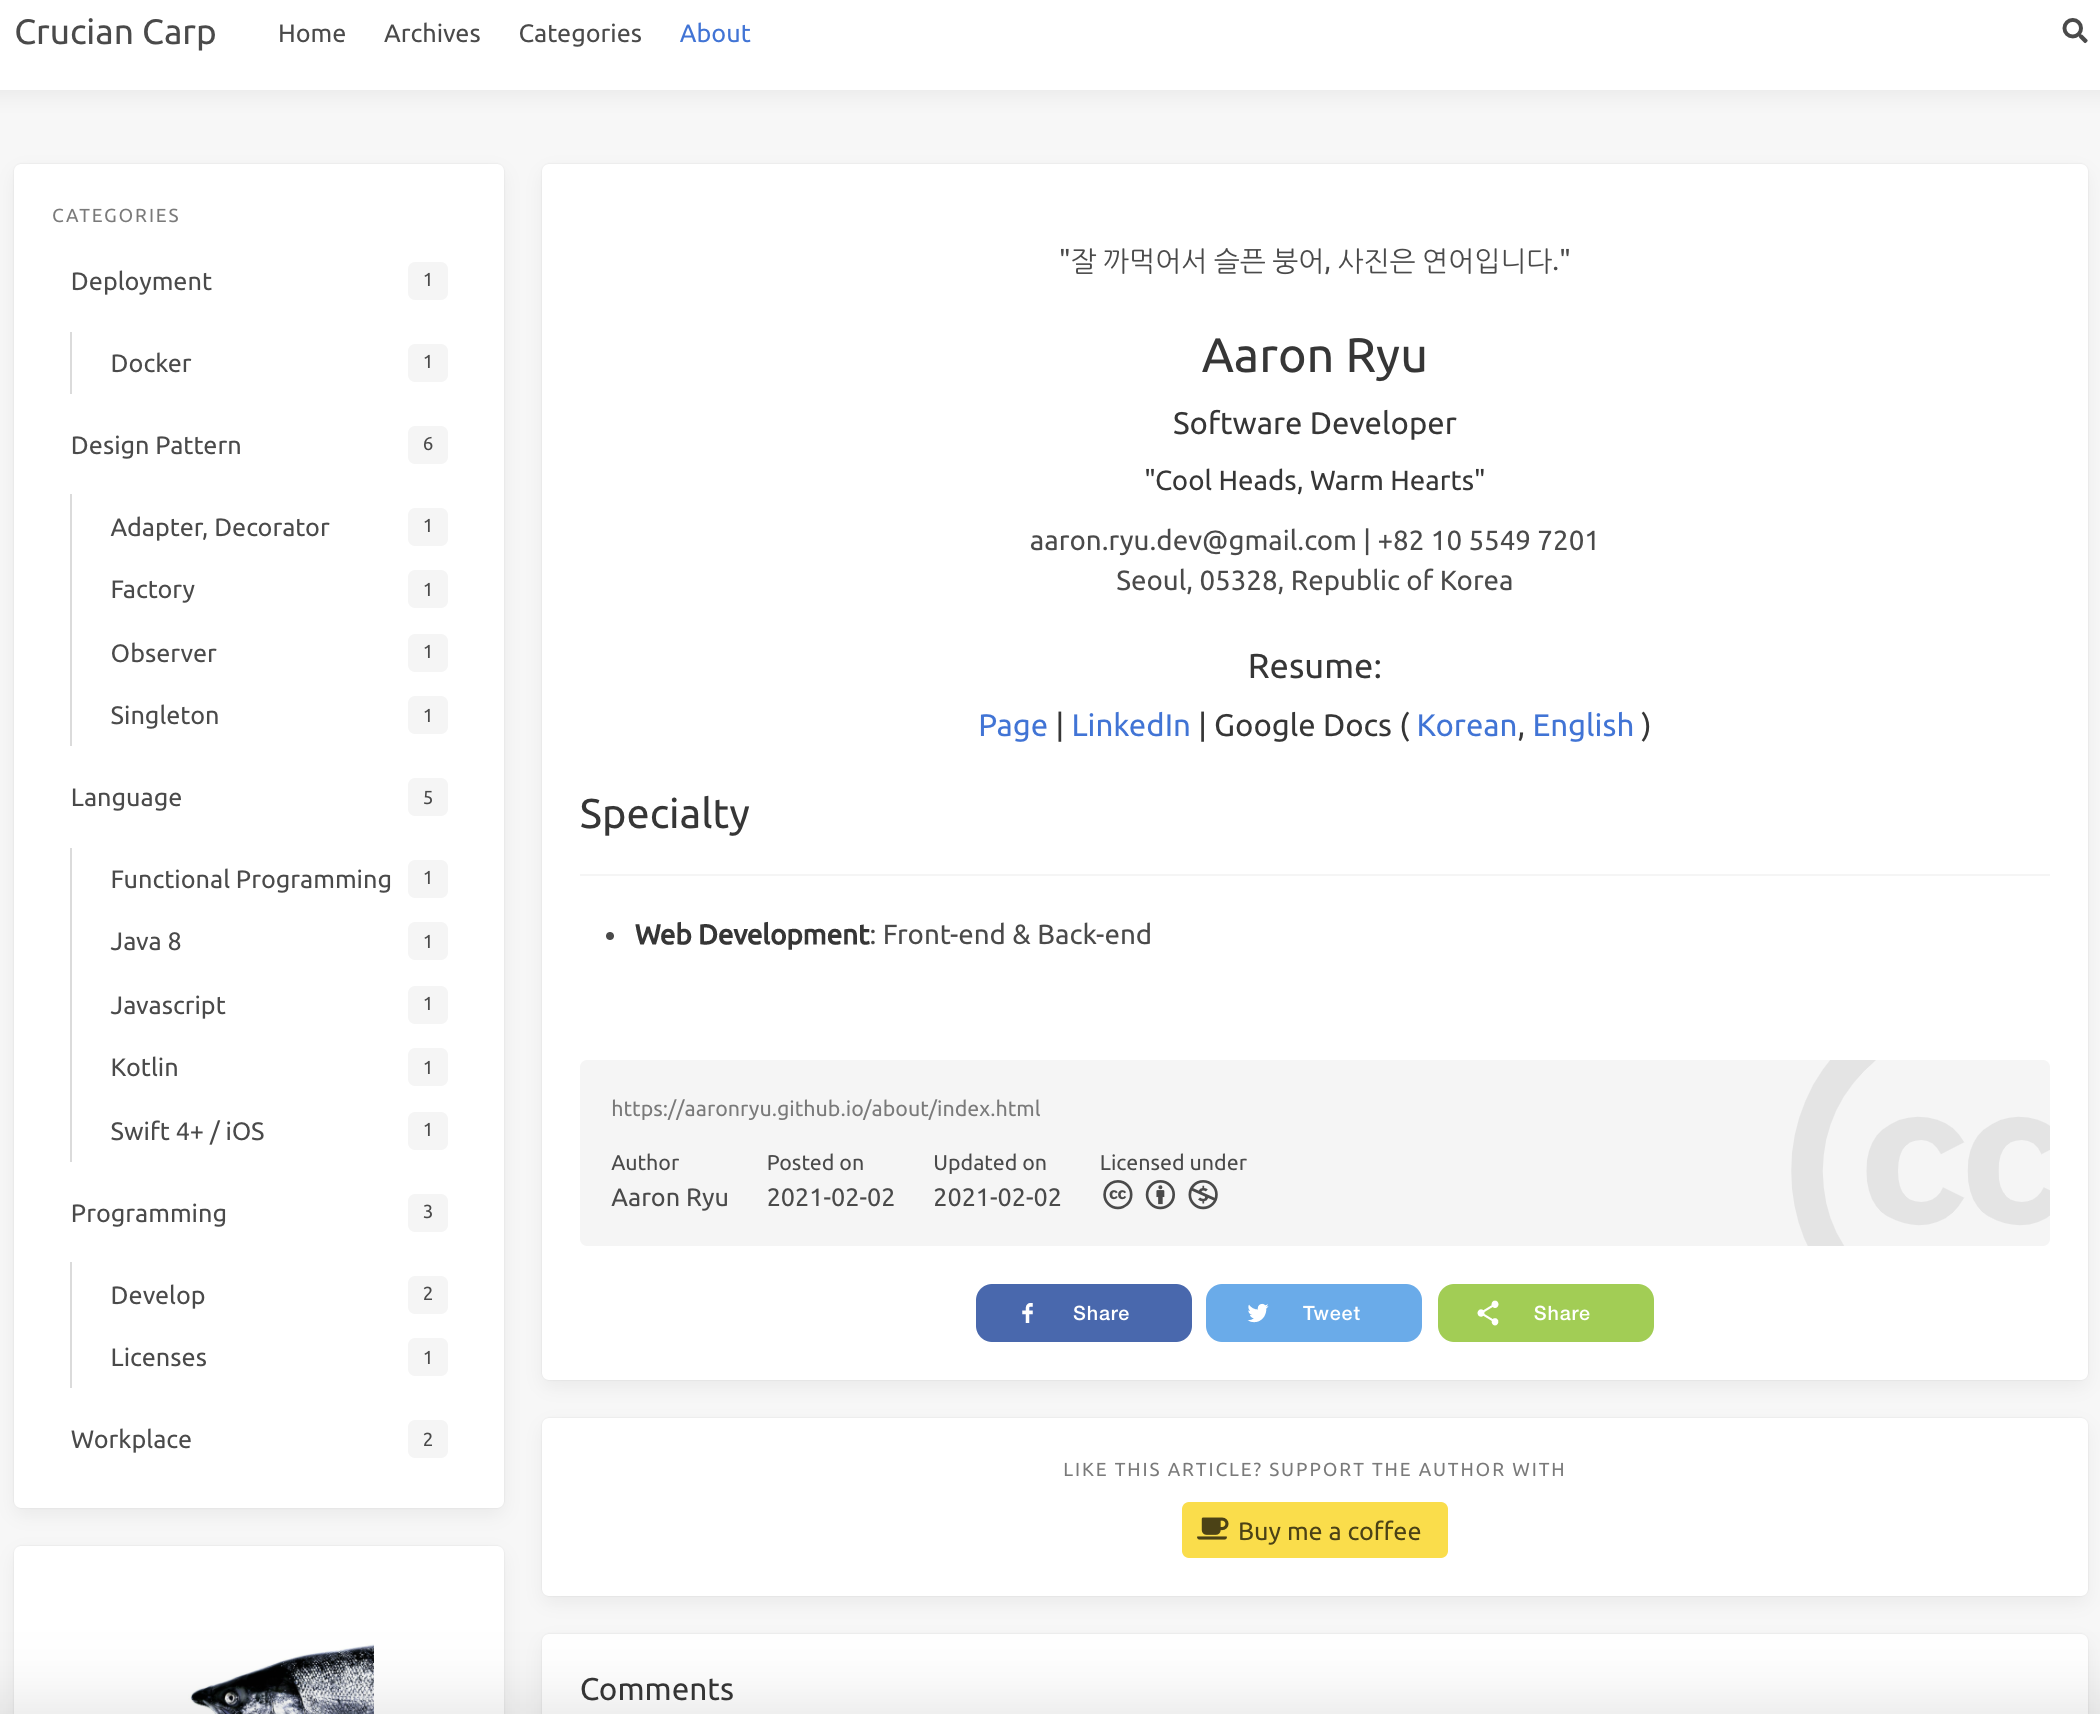 Crucian Carp Home Archives Categories About
CATEGORIES
Deployment 1
Docker 1
Design Pattern 6
Adapter, Decorator 1
Factory 1
Observer 1
Singleton 1
Language 5
Functional Programming 1
Java 8 1
Javascript 1
Kotlin 1
Swift 4+ / iOS 1
Programming 3
Develop 2
Licenses 1
Workplace 2
"잘 까먹어서 슬픈 붕어, 사진은 연어입니다."
Aaron Ryu
Software Developer
"Cool Heads, Warm Hearts"
aaron.ryu.dev@gmail.com | +82 10 5549 7201
Seoul, 05328, Republic of Korea
Resume:
Page | LinkedIn | Google Docs ( Korean, English )
Specialty
• Web Development: Front-end & Back-end
https://aaronryu.github.io/about/index.html
Author Posted on Updated on Licensed under
Aaron Ryu 2021-02-02 2021-02-02
cc
Share Tweet Share
LIKE THIS ARTICLE? SUPPORT THE AUTHOR WITH
Buy me a coffee
Comments